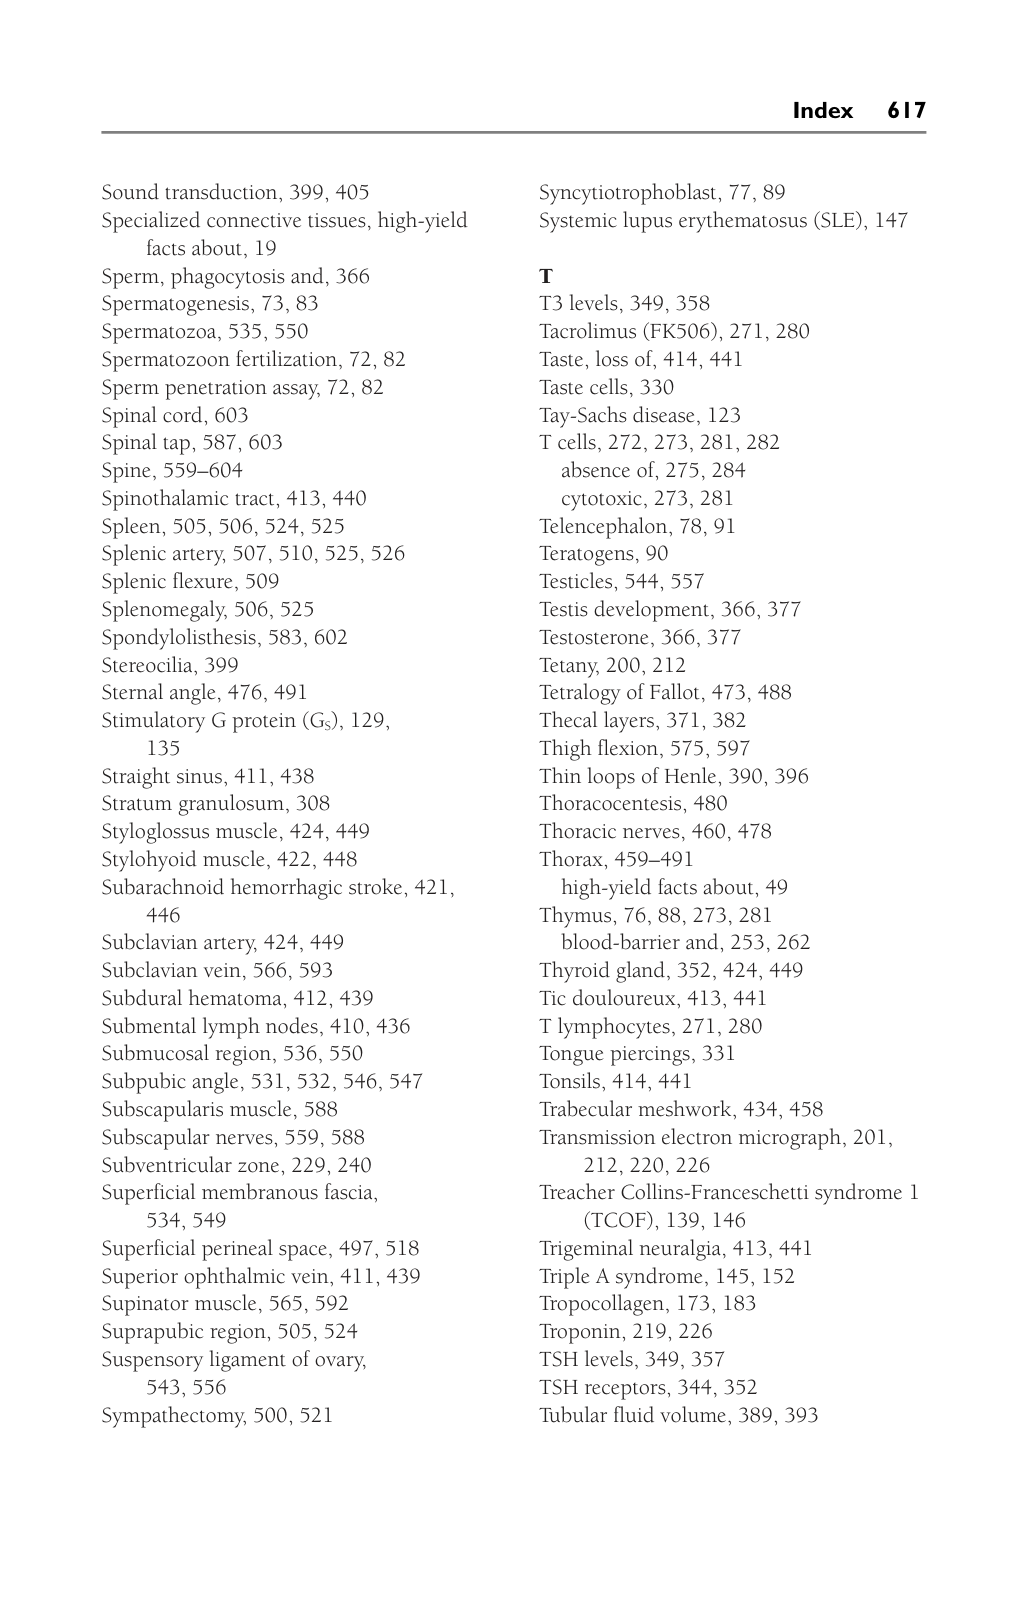 Index 617
Sound transduction, 399, 405
Specialized connective tissues, high-yield
facts about, 19
Sperm, phagocytosis and, 366
Spermatogenesis, 73, 83
Spermatozoa, 535, 550
Spermatozoon fertilization, 72, 82
Sperm penetration assay, 72, 82
Spinal cord, 603
Spinal tap, 587, 603
Spine, 559–604
Spinothalamic tract, 413, 440
Spleen, 505, 506, 524, 525
Splenic artery, 507, 510, 525, 526
Splenic flexure, 509
Splenomegaly, 506, 525
Spondylolisthesis, 583, 602
Stereocilia, 399
Sternal angle, 476, 491
Stimulatory G protein (GS), 129,
135
Straight sinus, 411, 438
Stratum granulosum, 308
Styloglossus muscle, 424, 449
Stylohyoid muscle, 422, 448
Subarachnoid hemorrhagic stroke, 421,
446
Subclavian artery, 424, 449
Subclavian vein, 566, 593
Subdural hematoma, 412, 439
Submental lymph nodes, 410, 436
Submucosal region, 536, 550
Subpubic angle, 531, 532, 546, 547
Subscapularis muscle, 588
Subscapular nerves, 559, 588
Subventricular zone, 229, 240
Superficial membranous fascia,
534, 549
Superficial perineal space, 497, 518
Superior ophthalmic vein, 411, 439
Supinator muscle, 565, 592
Suprapubic region, 505, 524
Suspensory ligament of ovary,
543, 556
Sympathectomy, 500, 521
Syncytiotrophoblast, 77, 89
Systemic lupus erythematosus (SLE), 147
T
T3 levels, 349, 358
Tacrolimus (FK506), 271, 280
Taste, loss of, 414, 441
Taste cells, 330
Tay-Sachs disease, 123
T cells, 272, 273, 281, 282
absence of, 275, 284
cytotoxic, 273, 281
Telencephalon, 78, 91
Teratogens, 90
Testicles, 544, 557
Testis development, 366, 377
Testosterone, 366, 377
Tetany, 200, 212
Tetralogy of Fallot, 473, 488
Thecal layers, 371, 382
Thigh flexion, 575, 597
Thin loops of Henle, 390, 396
Thoracocentesis, 480
Thoracic nerves, 460, 478
Thorax, 459–491
high-yield facts about, 49
Thymus, 76, 88, 273, 281
blood-barrier and, 253, 262
Thyroid gland, 352, 424, 449
Tic douloureux, 413, 441
T lymphocytes, 271, 280
Tongue piercings, 331
Tonsils, 414, 441
Trabecular meshwork, 434, 458
Transmission electron micrograph, 201,
212, 220, 226
Treacher Collins-Franceschetti syndrome 1
(TCOF), 139, 146
Trigeminal neuralgia, 413, 441
Triple A syndrome, 145, 152
Tropocollagen, 173, 183
Troponin, 219, 226
TSH levels, 349, 357
TSH receptors, 344, 352
Tubular fluid volume, 389, 393